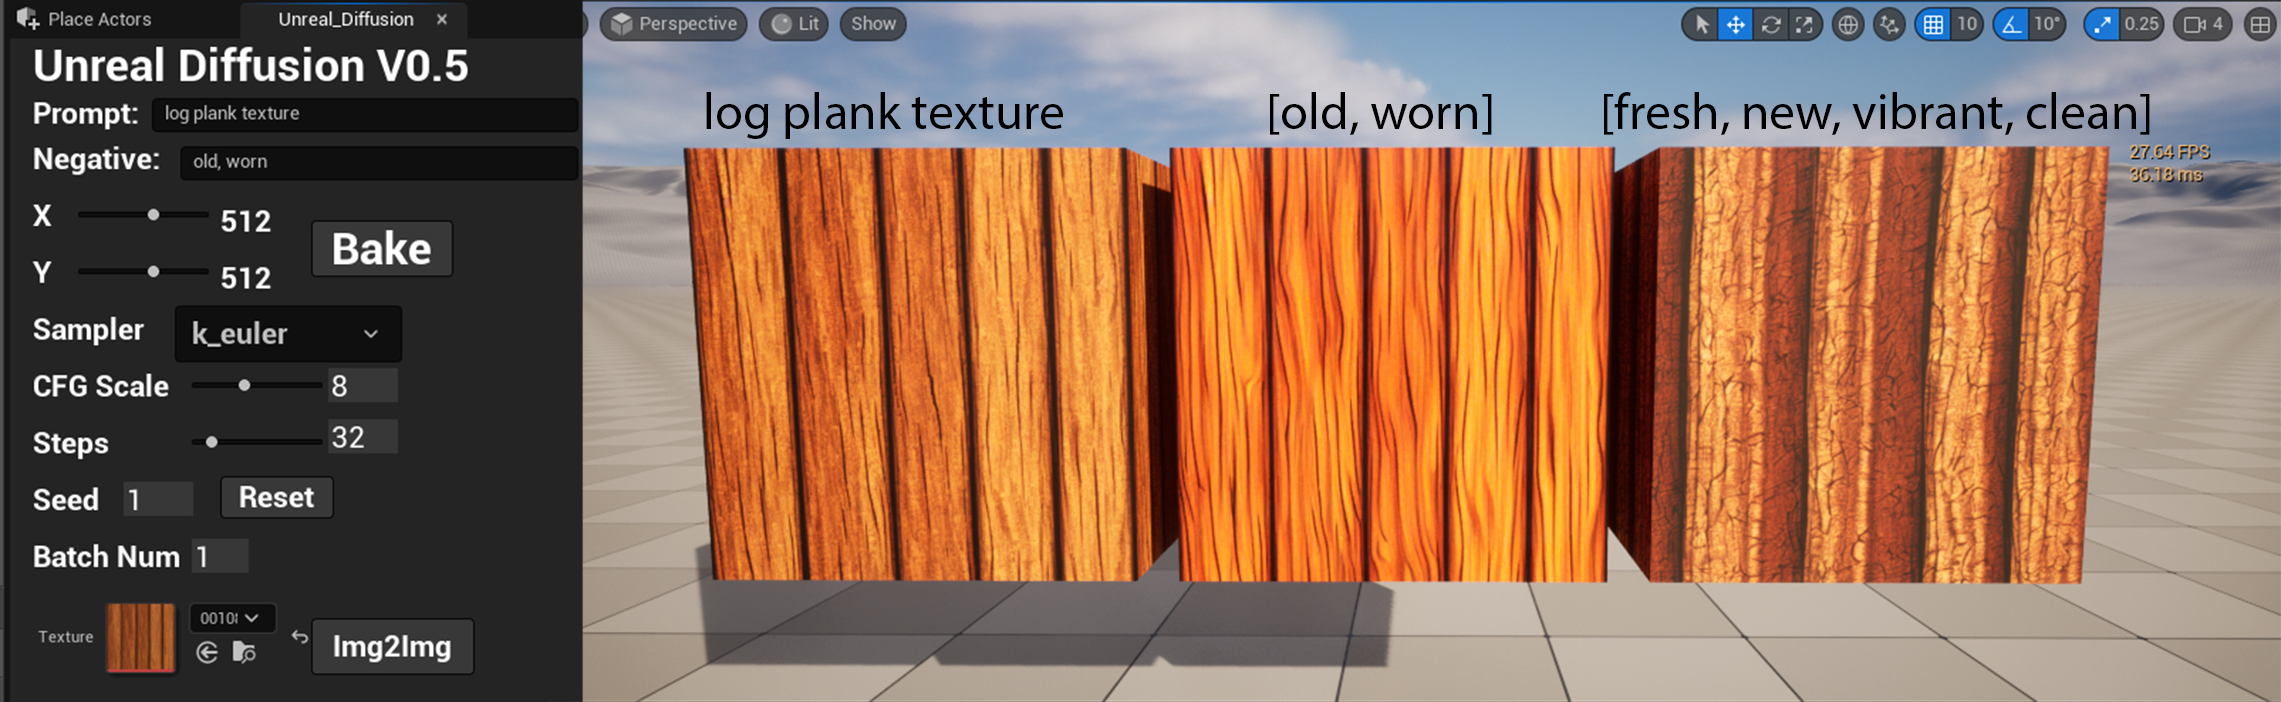 Place Actors
Unreal_Diffusion
Unreal Diffusion V0.5
Prompt: log plank texture
Negative: old, worn
X 512
Bake
Y 512
Sampler k_euler
CFG Scale 8
Steps 32
Seed 1 Reset
Batch Num 1
Texture
Img2Img
Perspective Lit Show
10 10° 0.25 4
log plank texture
[old, worn]
[fresh, new, vibrant, clean]
27.64 FPS
36.18 ms